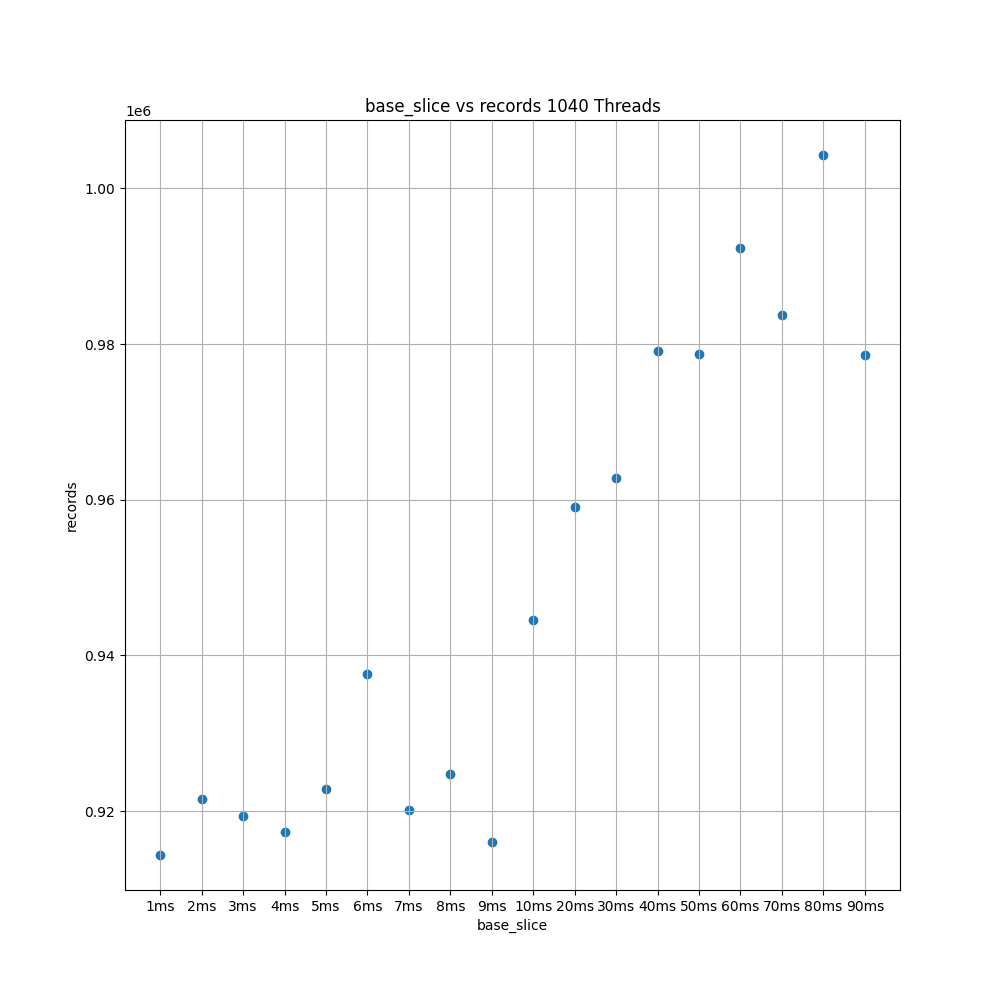 base_slice vs records 1040 Threads
1e6
1.00
0.98
0.96
0.94
0.92
records
1ms 2ms 3ms 4ms 5ms 6ms 7ms 8ms 9ms 10ms 20ms 30ms 40ms 50ms 60ms 70ms 80ms 90ms
base_slice